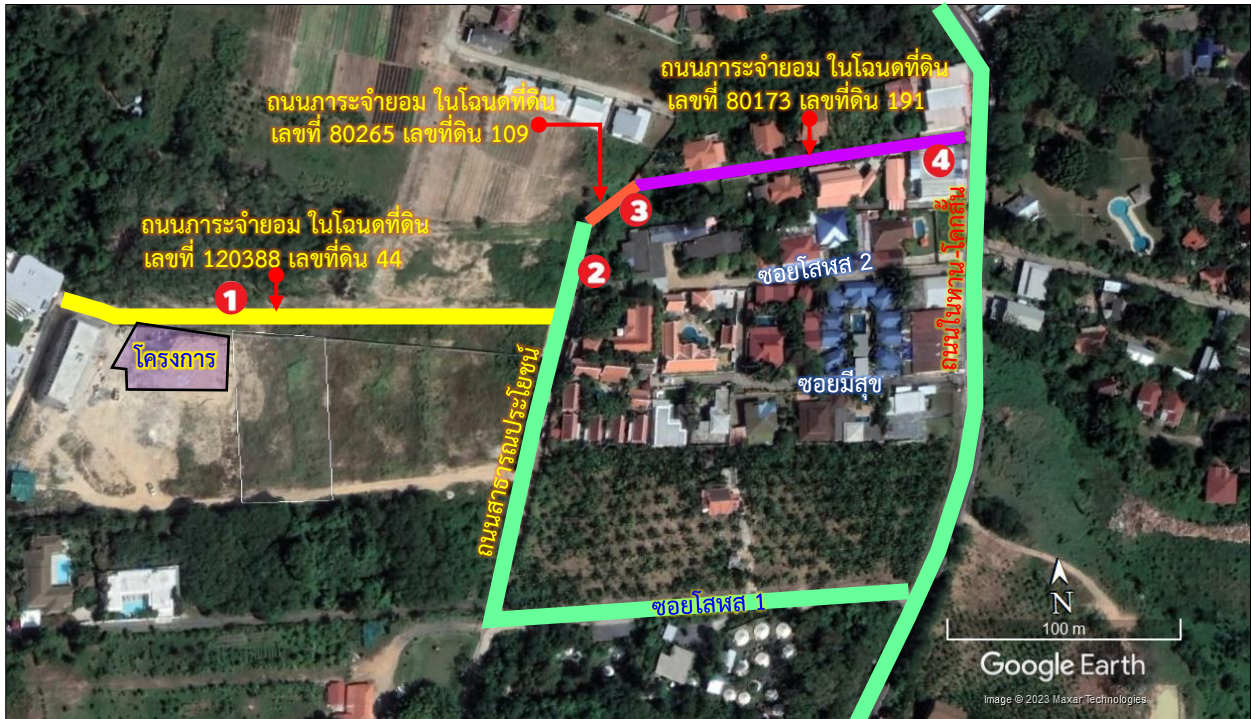 ถนนภาระจำยอม ในโฉนดที่ดิน
เลขที่ 80173 เลขที่ดิน 191
ถนนภาระจำยอม ในโฉนดที่ดิน
เลขที่ 80265 เลขที่ดิน 109
4
3
ถนนภาระจำยอม ในโฉนดที่ดิน
เลขที่ 120388 เลขที่ดิน 44
2
1
ซอยโสฬส 2
ถนนในหาน-โคกลั้น
โครงการ
ซอยมีสุข
ถนนสาธารณประโยชน์
ซอยโสฬส 1
N
100 m
Google Earth
Image © 2023 Maxar Technologies